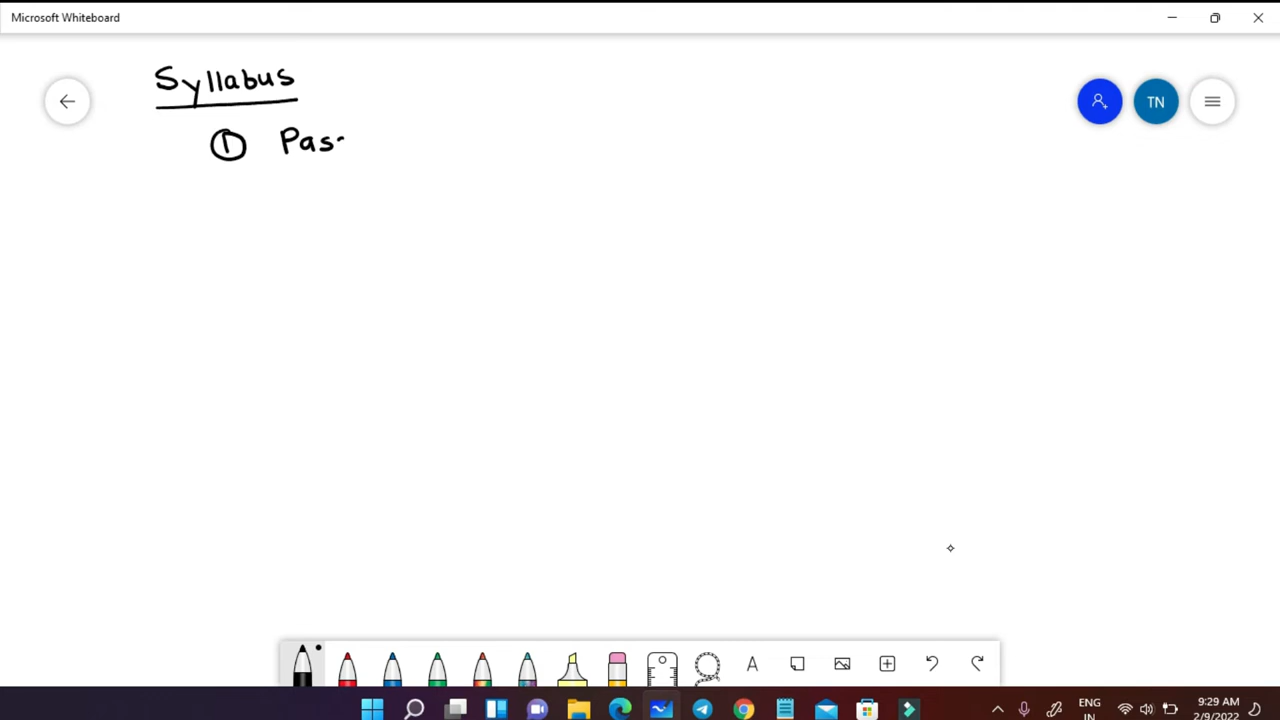 Microsoft Whiteboard
Syllabus
① Pas
TN
A
ENG
IN
9:29 AM
2/9/2022